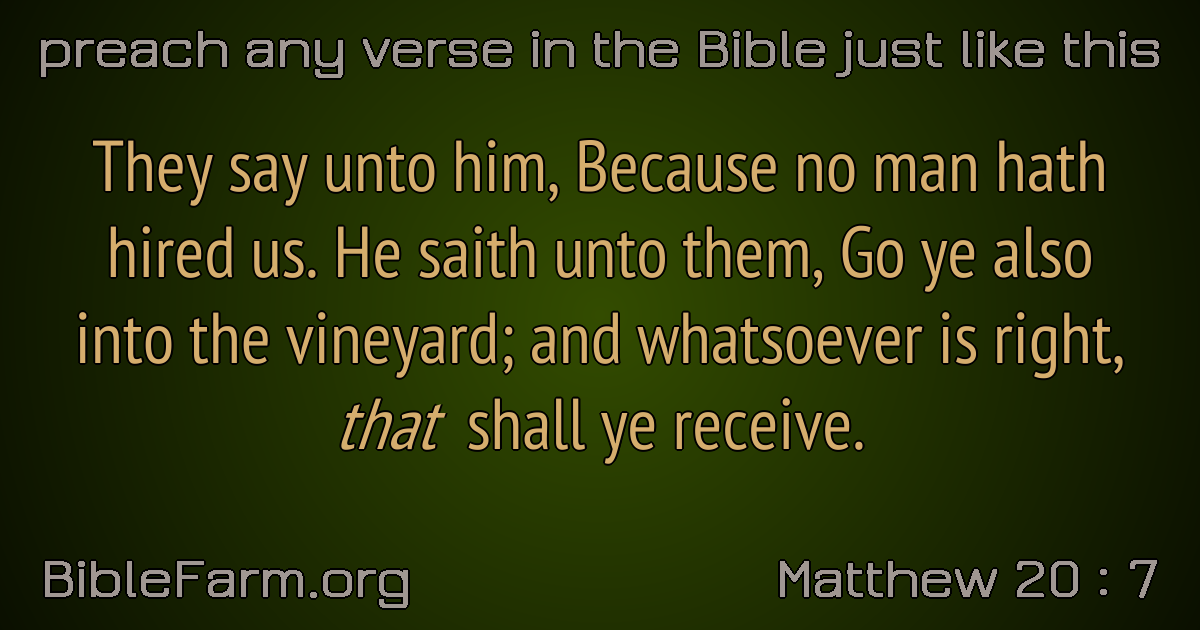 preach any verse in the Bible just like this
They say unto him, Because no man hath
hired us. He saith unto them, Go ye also
into the vineyard; and whatsoever is right,
that shall ye receive.
BibleFarm.org
Matthew 20 : 7